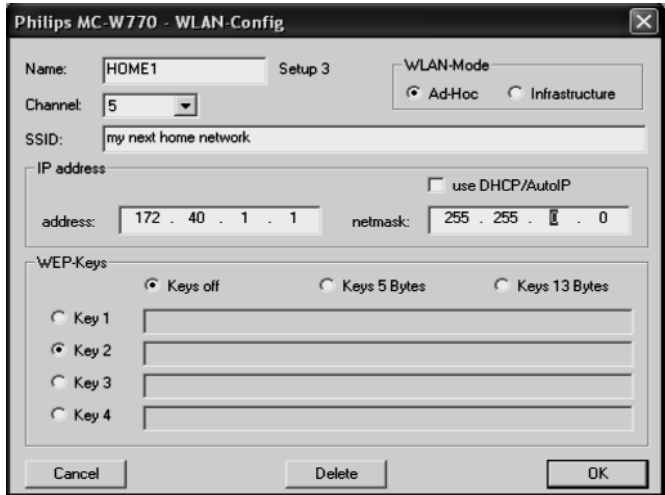 Philips MC-W770 - WLAN-Config
Name: HOME1 Setup 3
WLAN-Mode
Ad-Hoc Infrastructure
Channel: 5
SSID: my next home network
IP address
use DHCP/AutoIP
address: 172 . 40 . 1 . 1 netmask: 255 . 255 . 0 . 0
WEP-Keys
Keys off Keys 5 Bytes Keys 13 Bytes
Key 1
Key 2
Key 3
Key 4
Cancel Delete OK